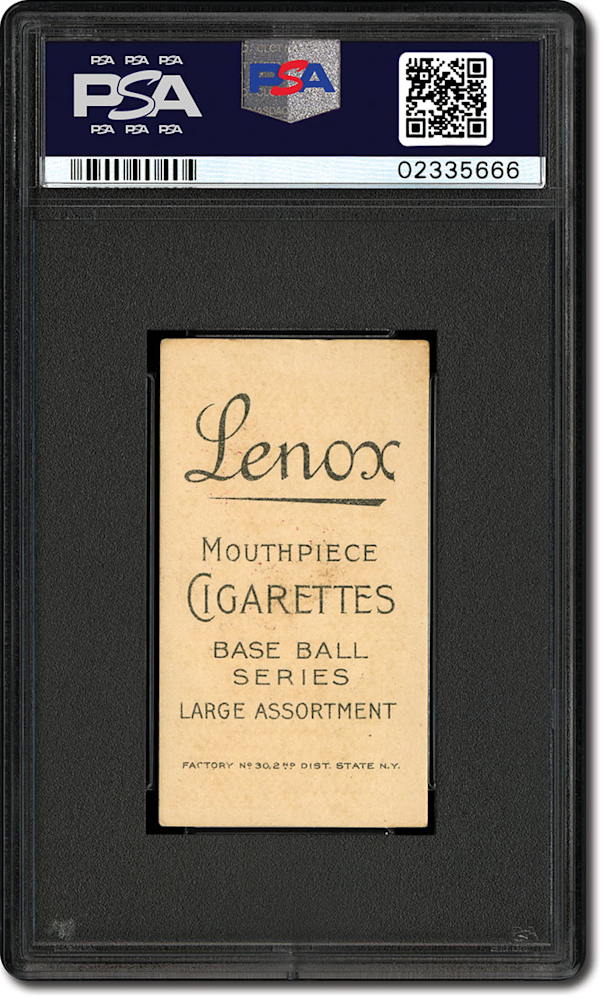 PSA PSA PSA
PSA
PSA PSA PSA
PSA
02335666
Lenox
MOUTHPIECE
CIGARETTES
BASE BALL
SERIES
LARGE ASSORTMENT
FACTORY Nº 30, 2ND DIST. STATE N.Y.
PSA